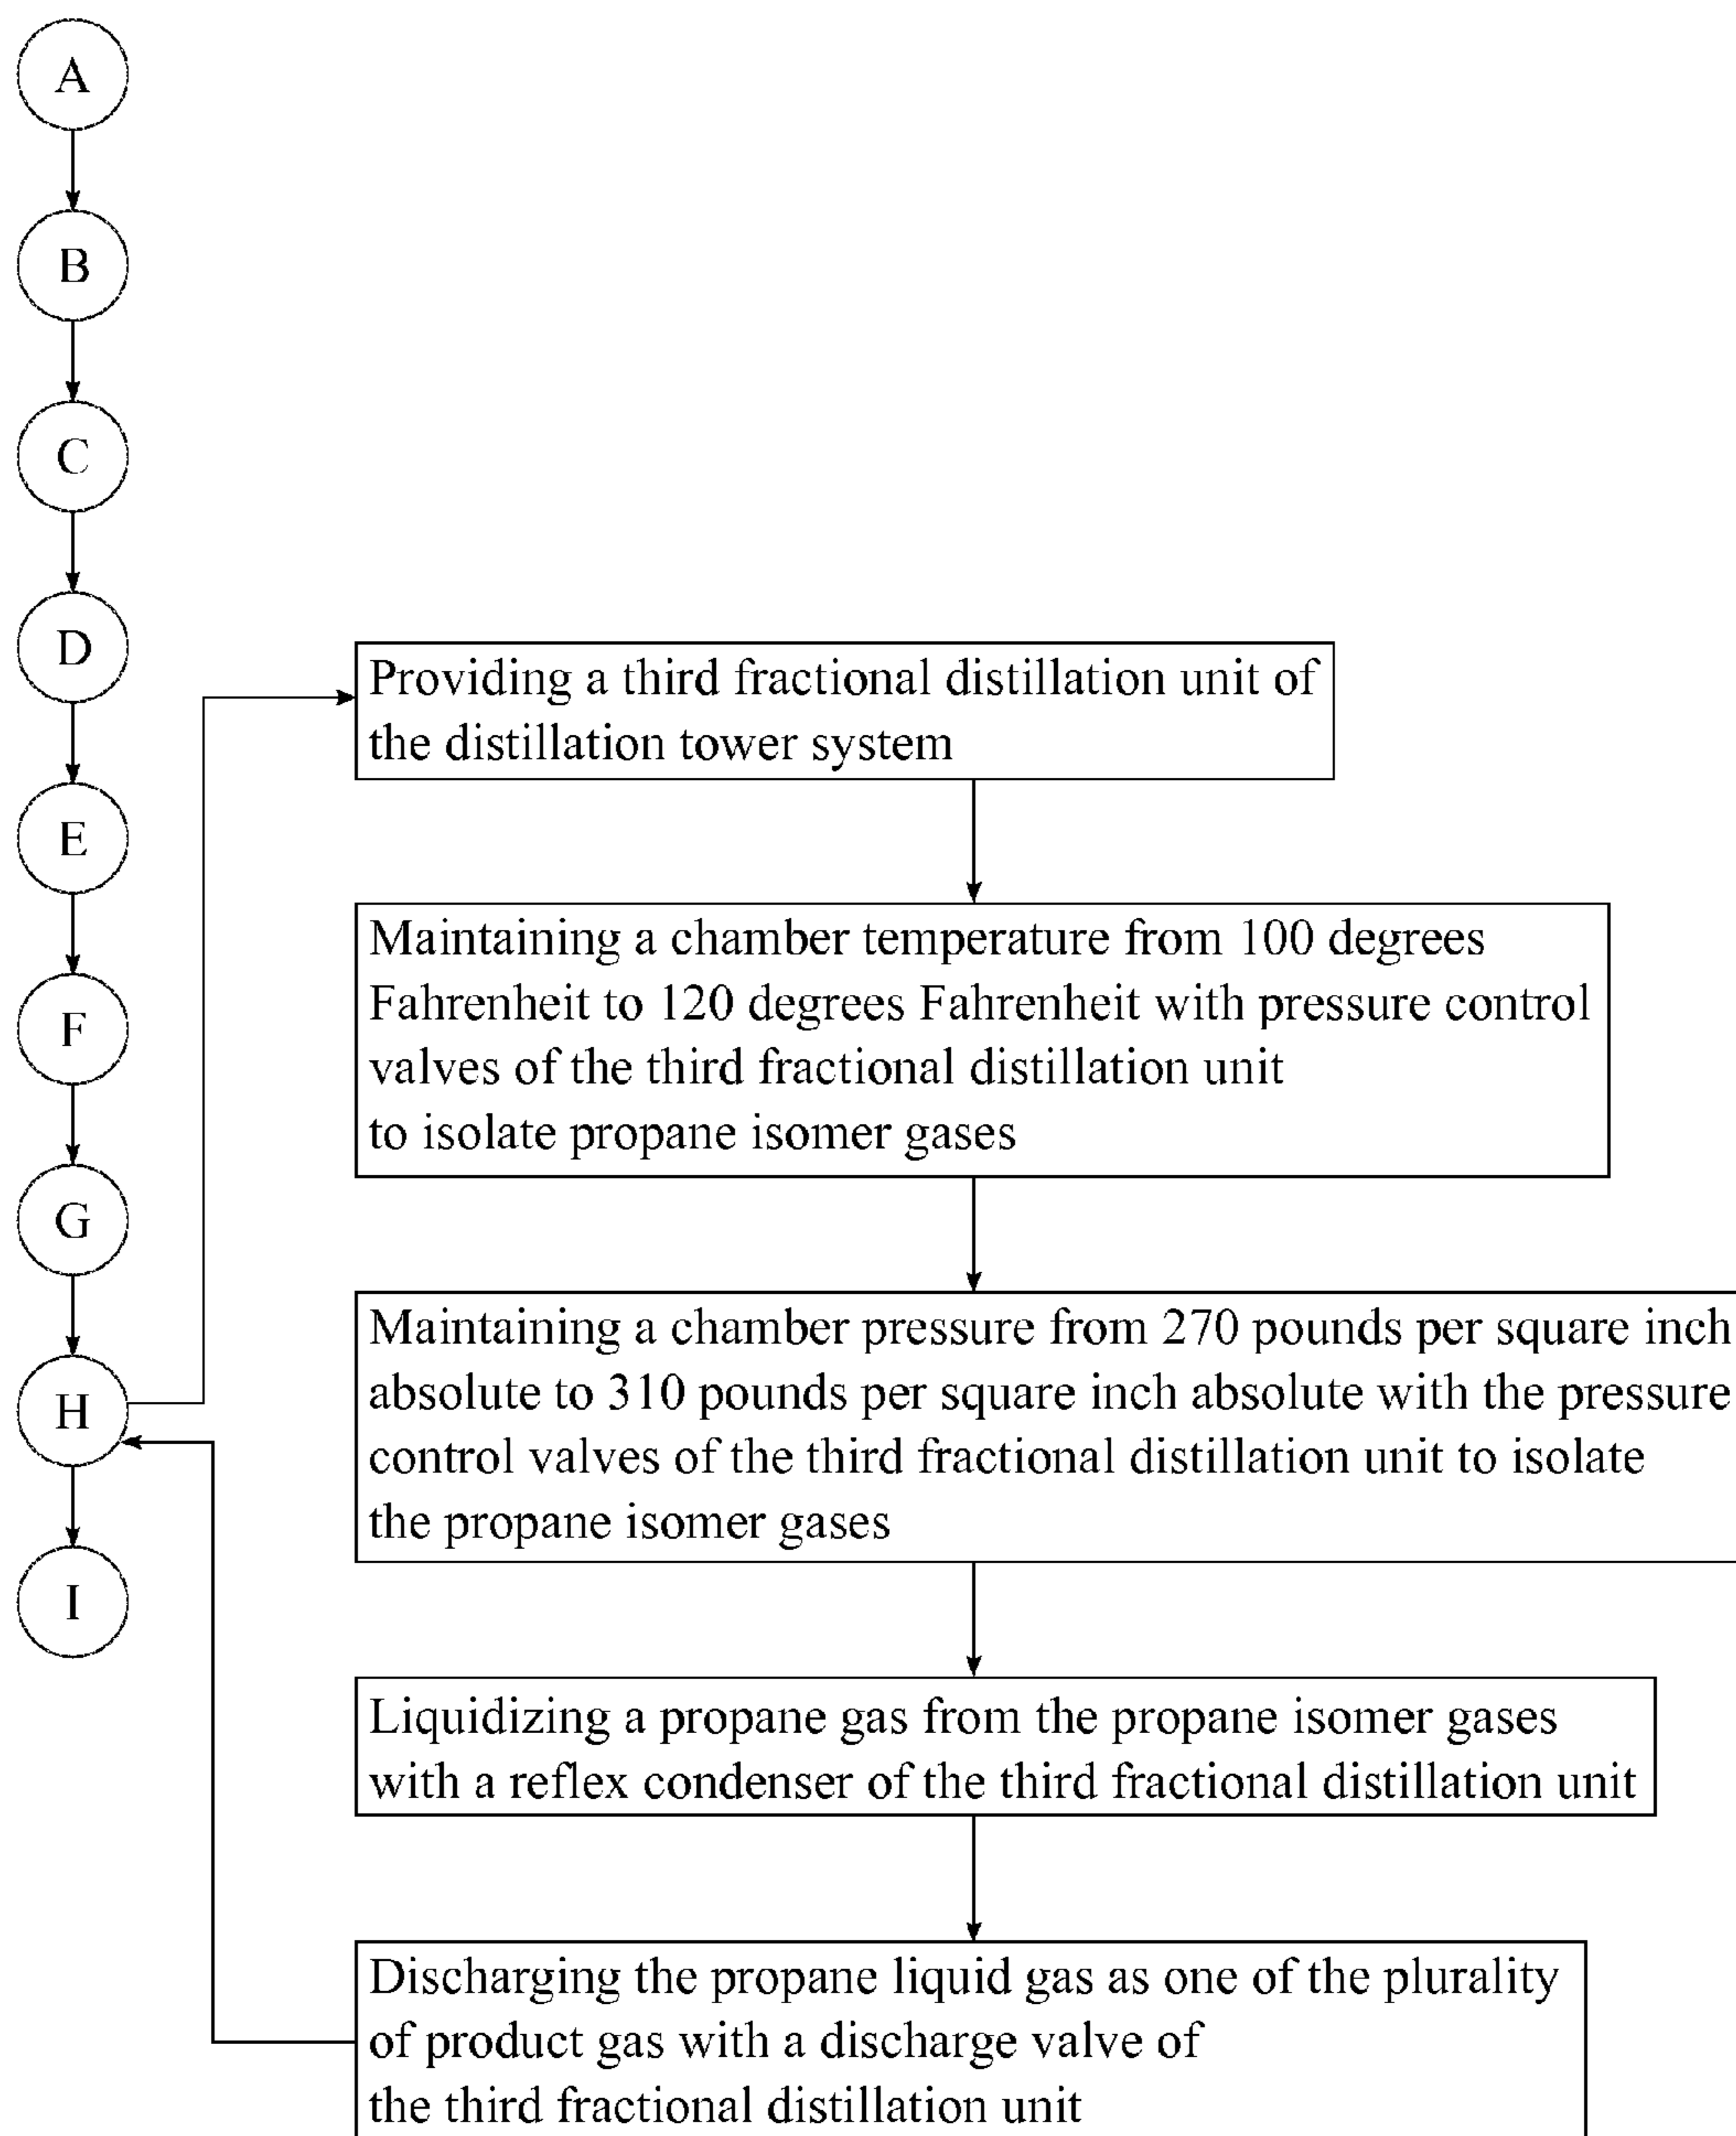 A
B
C
D
E
F
G
H
I
Providing a third fractional distillation unit of
the distillation tower system
Maintaining a chamber temperature from 100 degrees
Fahrenheit to 120 degrees Fahrenheit with pressure control
valves of the third fractional distillation unit
to isolate propane isomer gases
Maintaining a chamber pressure from 270 pounds per square inch
absolute to 310 pounds per square inch absolute with the pressure
control valves of the third fractional distillation unit to isolate
the propane isomer gases
Liquidizing a propane gas from the propane isomer gases
with a reflex condenser of the third fractional distillation unit
Discharging the propane liquid gas as one of the plurality
of product gas with a discharge valve of
the third fractional distillation unit